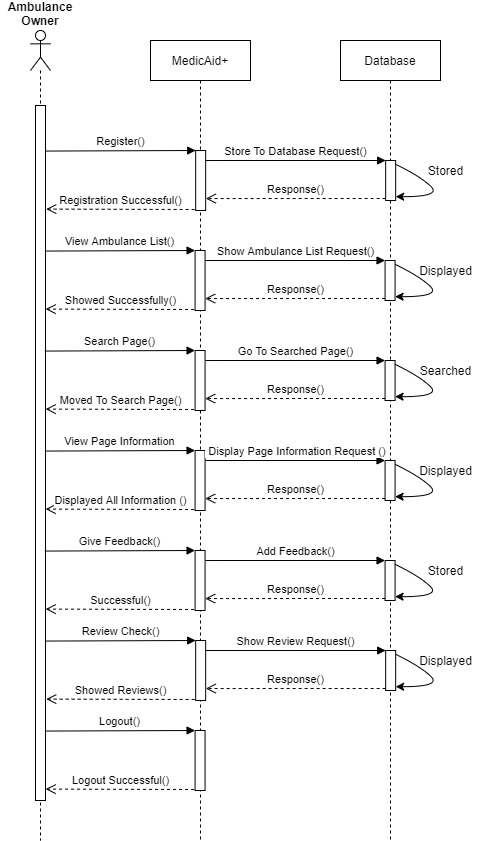 Ambulance
Owner
MedicAid+
Database
Register()
Store To Database Request()
Stored
Response()
Registration Successful()
View Ambulance List()
Show Ambulance List Request()
Displayed
Response()
Showed Successfully()
Search Page()
Go To Searched Page()
Searched
Response()
Moved To Search Page()
View Page Information
Display Page Information Request ()
Displayed
Response()
Displayed All Information ()
Give Feedback()
Add Feedback()
Stored
Response()
Successful()
Review Check()
Show Review Request()
Displayed
Response()
Showed Reviews()
Logout()
Logout Successful()